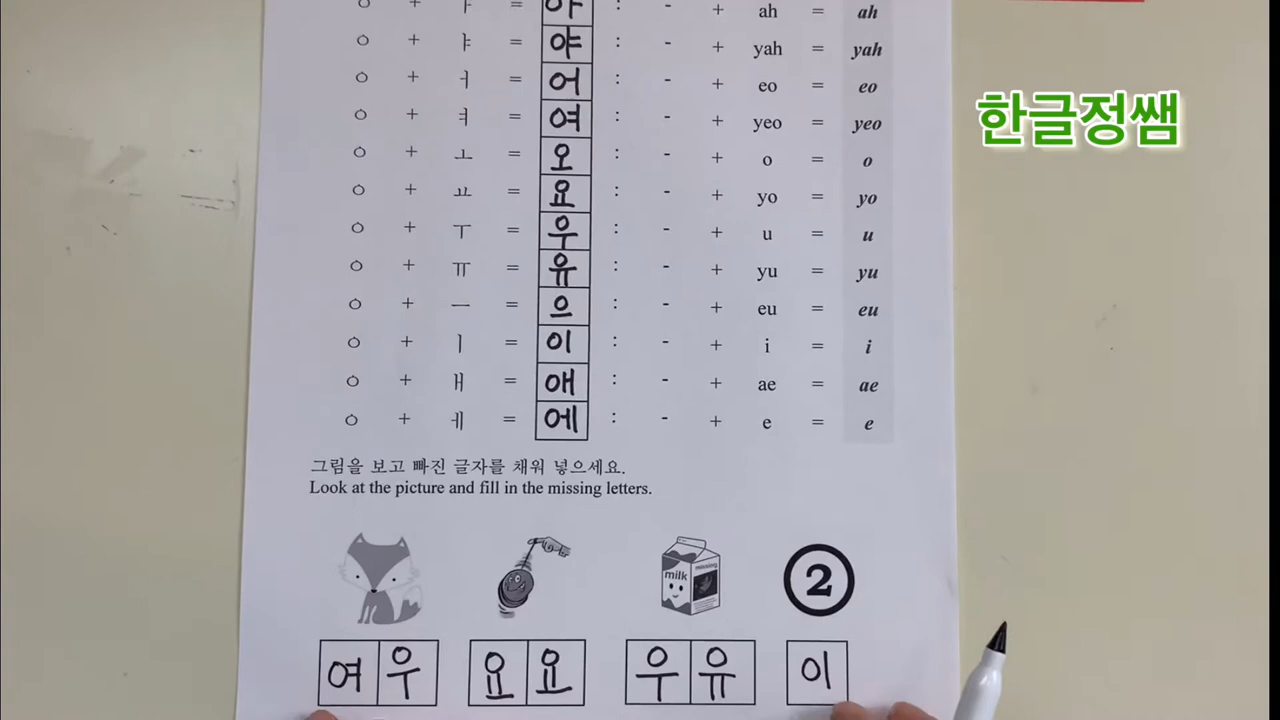 ㅇ + ㅏ = 아 : - + ah = ah
ㅇ + ㅑ = 야 : - + yah = yah
ㅇ + ㅓ = 어 : - + eo = eo
ㅇ + ㅕ = 여 : - + yeo = yeo
ㅇ + ㅗ = 오 : - + o = o
ㅇ + ㅛ = 요 : - + yo = yo
ㅇ + ㅜ = 우 : - + u = u
ㅇ + ㅠ = 유 : - + yu = yu
ㅇ + ㅡ = 으 : - + eu = eu
ㅇ + ㅣ = 이 : - + i = i
ㅇ + ㅐ = 애 : - + ae = ae
ㅇ + ㅔ = 에 : - + e = e
한글정쌤
그림을 보고 빠진 글자를 채워 넣으세요.
Look at the picture and fill in the missing letters.
milk missing
2
여우 요요 우유 이